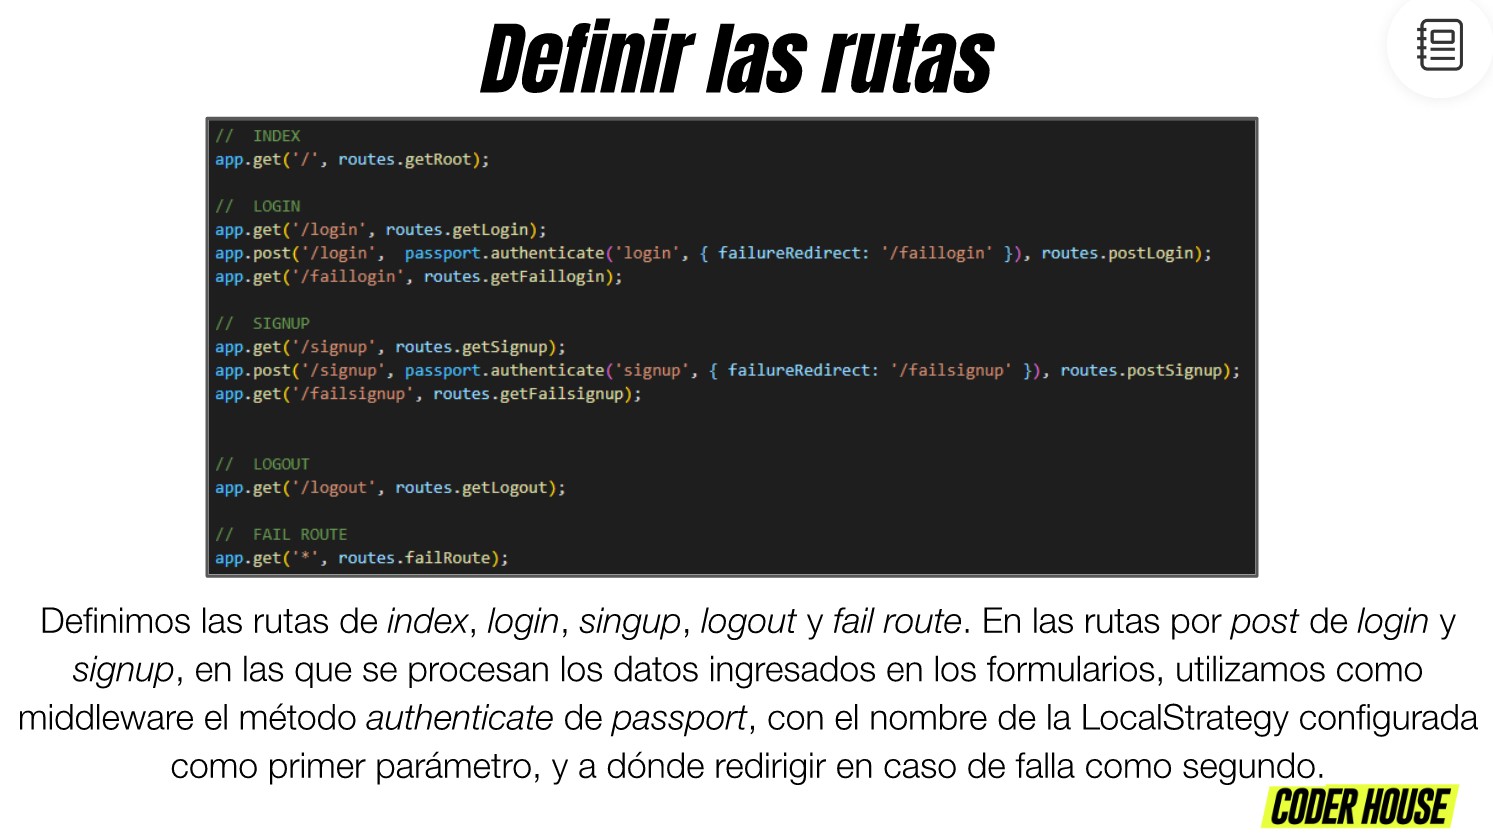 Definir las rutas
//  INDEX
app.get('/', routes.getRoot);
//  LOGIN
app.get('/login', routes.getLogin);
app.post('/login',  passport.authenticate('login', { failureRedirect: '/faillogin' }), routes.postLogin);
app.get('/faillogin', routes.getFaillogin);
//  SIGNUP
app.get('/signup', routes.getSignup);
app.post('/signup', passport.authenticate('signup', { failureRedirect: '/failsignup' }), routes.postSignup);
app.get('/failsignup', routes.getFailsignup);
//  LOGOUT
app.get('/logout', routes.getLogout);
//  FAIL ROUTE
app.get('*', routes.failRoute);
Definimos las rutas de index, login, singup, logout y fail route. En las rutas por post de login y
signup, en las que se procesan los datos ingresados en los formularios, utilizamos como
middleware el método authenticate de passport, con el nombre de la LocalStrategy configurada
como primer parámetro, y a dónde redirigir en caso de falla como segundo.
CODER HOUSE